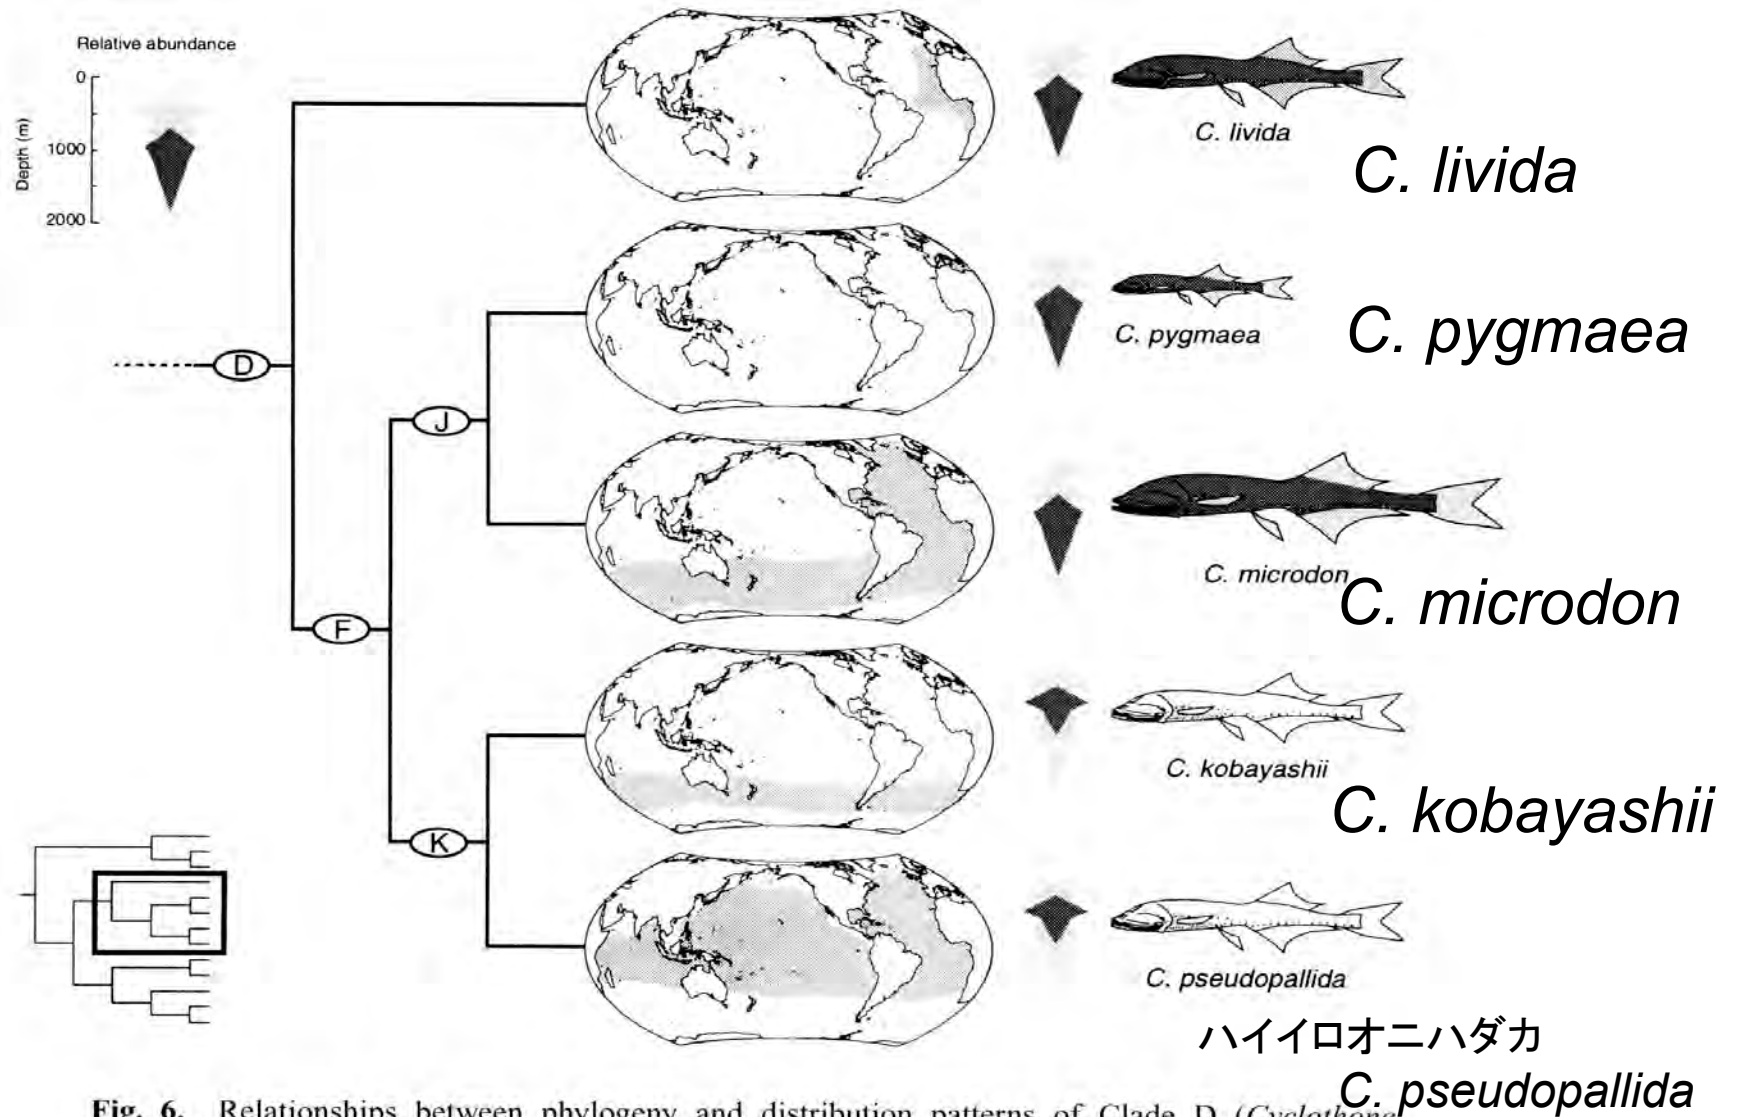 Relative abundance
0
1000
2000
Depth (m)
C. livida
C. livida
C. pygmaea
C. pygmaea
D
J
C. microdon
C. microdon
F
C. kobayashii
C. kobayashii
K
C. pseudopallida
ハイイロオニハダカ
C. pseudopallida
Fig. 6. Relationships between phylogeny and distribution patterns of Clade D (Cyclothone